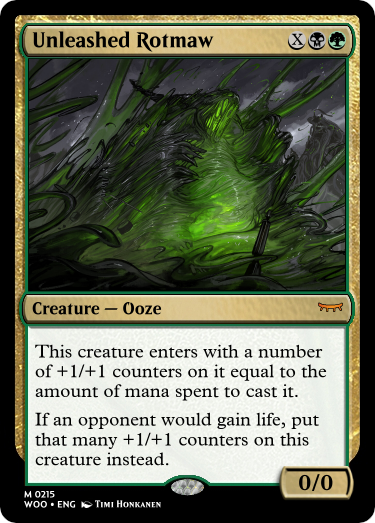 Unleashed Rotmaw X
Creature — Ooze
This creature enters with a number
of +1/+1 counters on it equal to the
amount of mana spent to cast it.
If an opponent would gain life, put
that many +1/+1 counters on this
creature instead.
0/0
M 0215
WOO • ENG Timi Honkanen